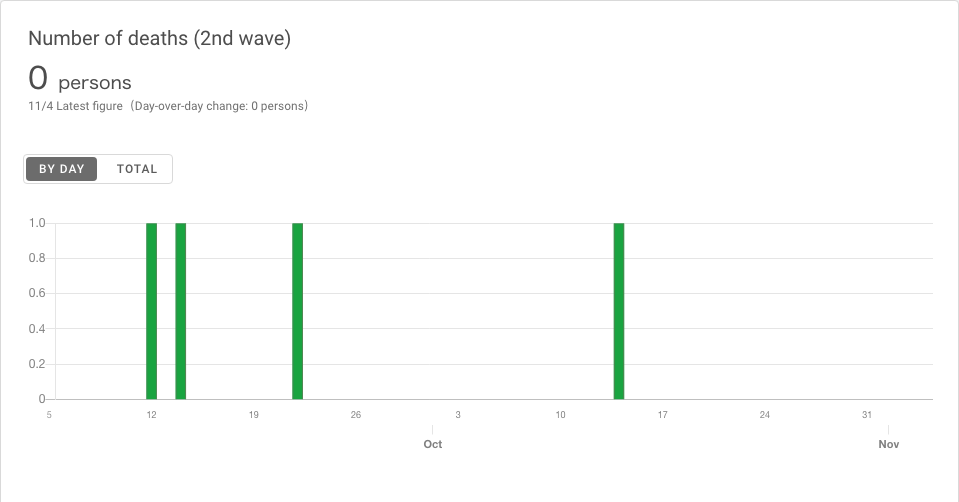 Number of deaths (2nd wave)
0 persons
11/4 Latest figure（Day-over-day change: 0 persons)
BY DAY TOTAL
1.0
0.8
0.6
0.4
0.2
0
5 12 19 26 3 10 17 24 31
Oct Nov